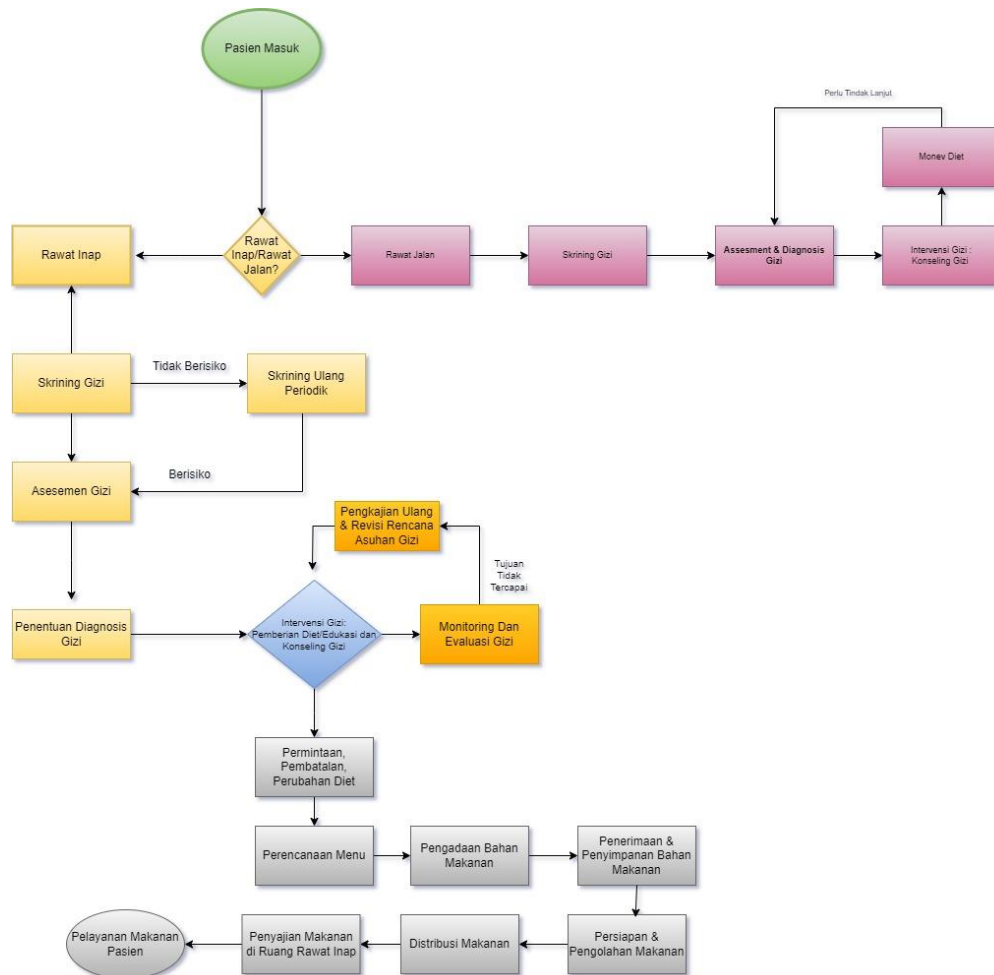 Pasien Masuk
Perlu Tindak Lanjut
Monev Diet
Rawat Inap
Rawat
Inap/Rawat
Jalan?
Rawat Jalan
Skrining Gizi
Assesment & Diagnosis
Gizi
Intervensi Gizi :
Konseling Gizi
Skrining Gizi
Tidak Berisiko
Skrining Ulang
Periodik
Asesemen Gizi
Berisiko
Pengkajian Ulang
& Revisi Rencana
Asuhan Gizi
Tujuan
Tidak
Tercapai
Penentuan Diagnosis
Gizi
Intervensi Gizi:
Pemberian Diet/Edukasi dan
Konseling Gizi
Monitoring Dan
Evaluasi Gizi
Permintaan,
Pembatalan,
Perubahan Diet
Perencanaan Menu
Pengadaan Bahan
Makanan
Penerimaan &
Penyimpanan Bahan
Makanan
Pelayanan Makanan
Pasien
Penyajian Makanan
di Ruang Rawat Inap
Distribusi Makanan
Persiapan &
Pengolahan Makanan